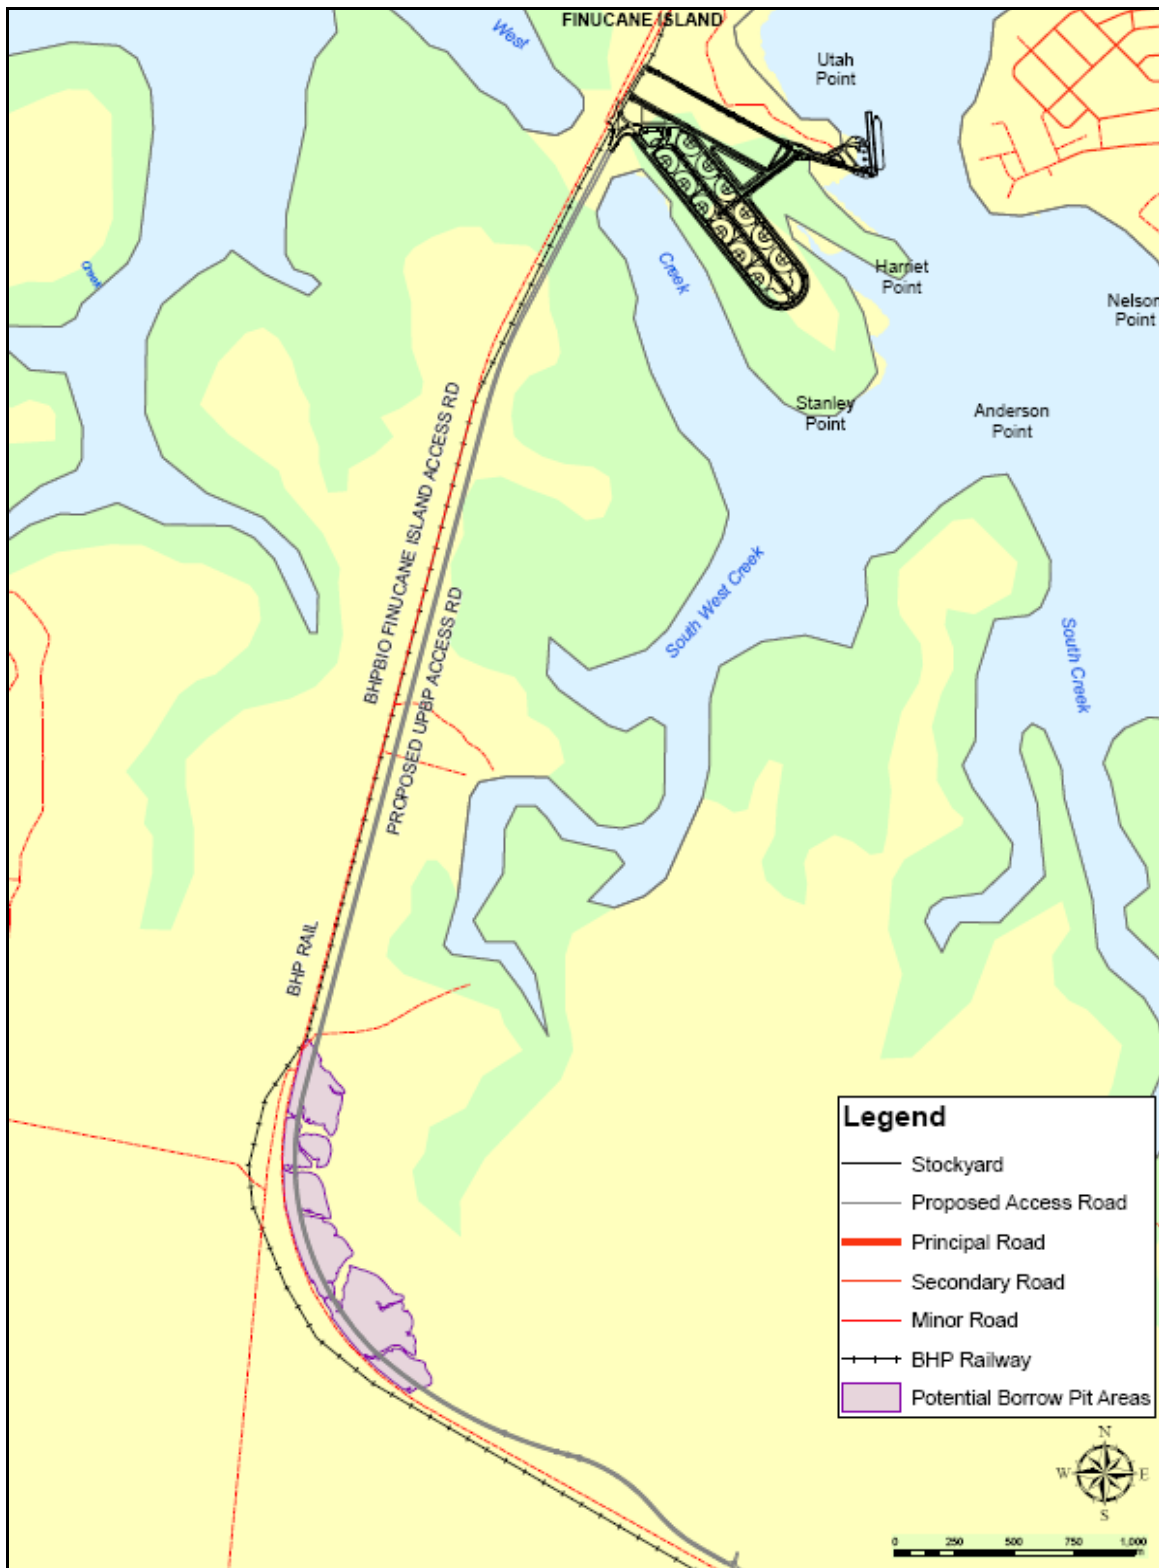 FINUCANE ISLAND
West
Utah
Point
Creek
Creek
Harriet
Point
Nelson
Point
Stanley
Point
Anderson
Point
BHPBIO FINUCANE ISLAND ACCESS RD
PROPOSED UPBP ACCESS RD
South West Creek
South Creek
BHP RAIL
Legend
Stockyard
Proposed Access Road
Principal Road
Secondary Road
Minor Road
BHP Railway
Potential Borrow Pit Areas
N
W E
S
0 250 500 750 1,000
m